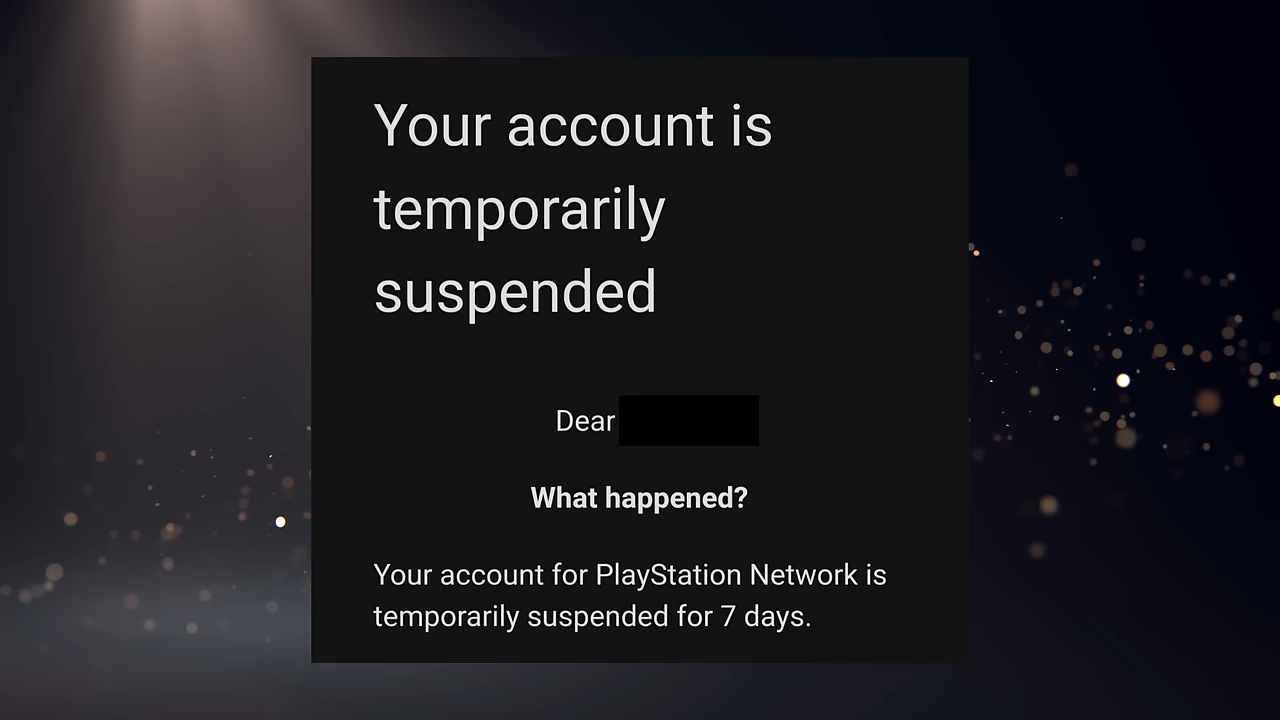 Your account is
temporarily
suspended
Dear
What happened?
Your account for PlayStation Network is
temporarily suspended for 7 days.